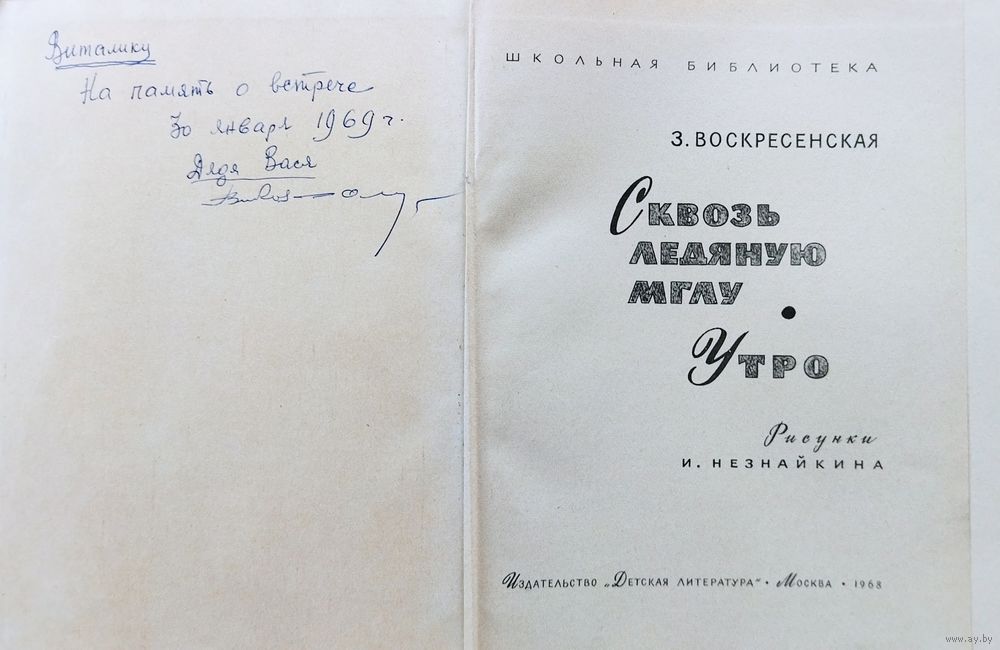 Виталику
На память о встрече
30 января 1969 г.
Дядя Вася
ШКОЛЬНАЯ БИБЛИОТЕКА
З. ВОСКРЕСЕНСКАЯ
СКВОЗЬ
ЛЕДЯНУЮ
МГЛУ
•
УТРО
Рисунки
И. НЕЗНАЙКИНА
ИЗДАТЕЛЬСТВО „ДЕТСКАЯ ЛИТЕРАТУРА" • МОСКВА • 1968
www.ay.by